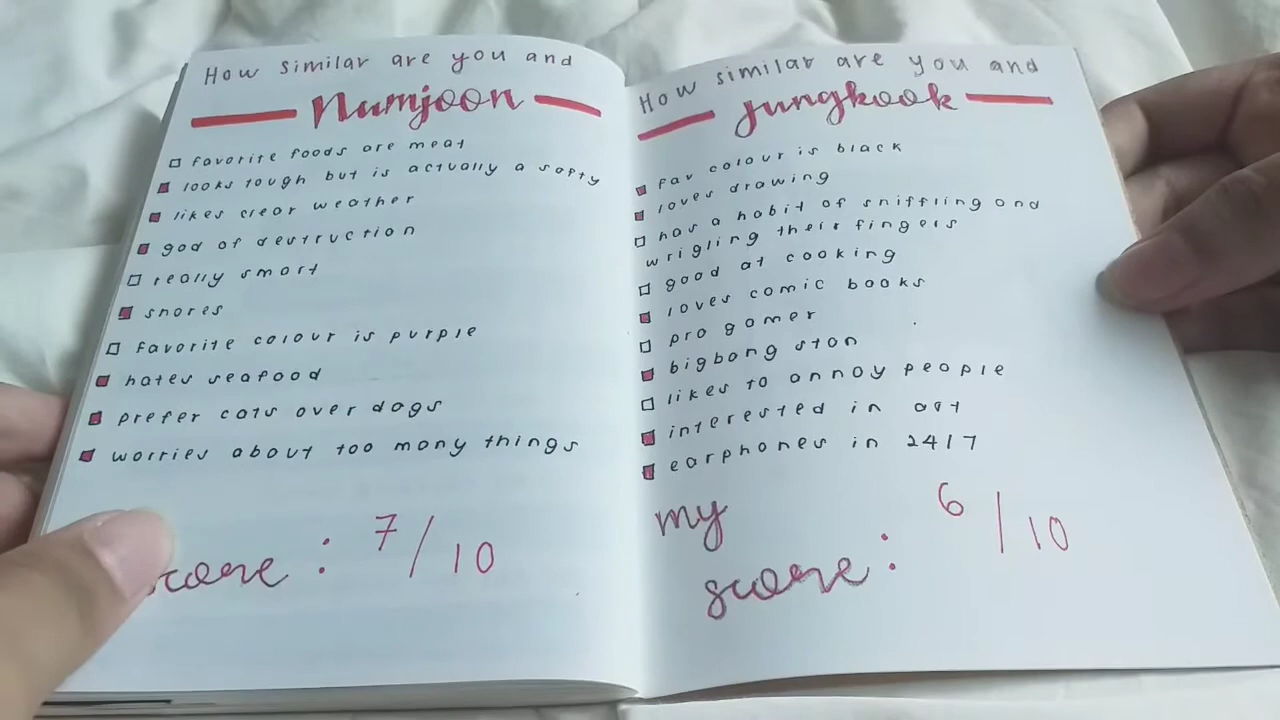 How similar are you and
Namjoon
favorite foods are meat
looks tough but is actually a softy
likes clear weather
god of destruction
really smart
snores
favorite colour is purple
hates seafood
prefer cats over dogs
worries about too many things
score: 7/10
How similar are you and
Jungkook
fav colour is black
loves drawing
has a habit of sniffling and
wrigling their fingers
good at cooking
loves comic books
pro gamer
bigbang stan
likes to annoy people
interested in art
earphones in 24/7
my
score: 6/10